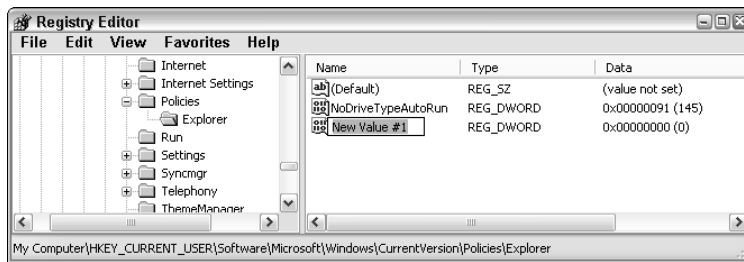 Registry Editor
File Edit View Favorites Help
Internet
Internet Settings
Policies
Explorer
Run
Settings
Syncmgr
Telephony
ThemeManager
Name Type Data
(Default) REG_SZ (value not set)
NoDriveTypeAutoRun REG_DWORD 0x00000091 (145)
New Value #1 REG_DWORD 0x00000000 (0)
My Computer\HKEY_CURRENT_USER\Software\Microsoft\Windows\CurrentVersion\Policies\Explorer